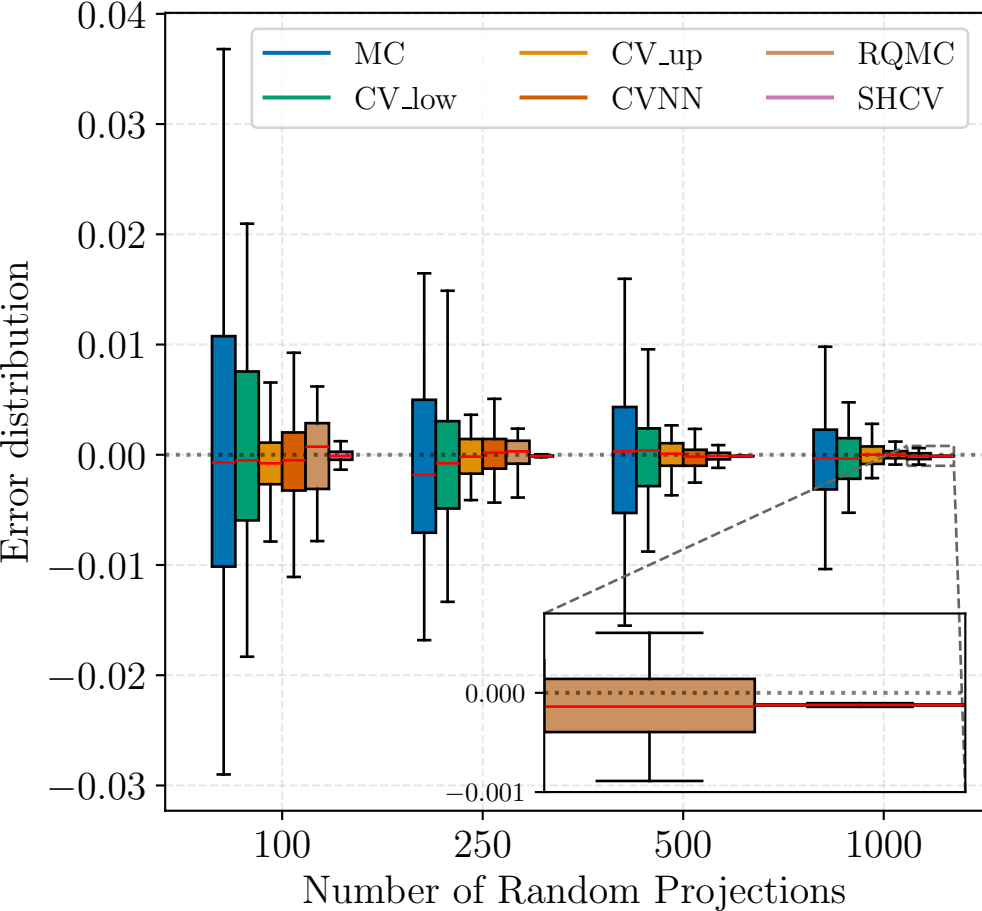 0.04
MC
CV_up
RQMC
CV_low
CVNN
SHCV
0.03
0.02
0.01
0.00
−0.01
−0.02
−0.03
Error distribution
0.000
−0.001
100
250
500
1000
Number of Random Projections